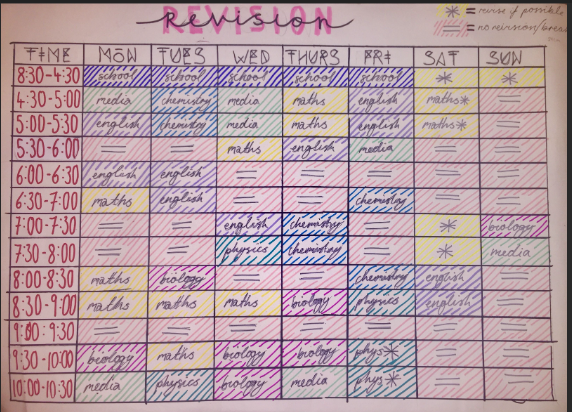 REVISION
* = revise if possible
= no revision/break
TIME MON TUES WED THURS FRI SAT SUN
8:30-4:30 school school school school school * *
4:30-5:00 media chemistry media maths english maths* =
5:00-5:30 english chemistry media maths english maths* =
5:30-6:00 = = maths english media = =
6:00-6:30 english english = = = = =
6:30-7:00 maths english = = chemistry = =
7:00-7:30 = = english chemistry = * biology
7:30-8:00 = = physics chemistry = * media
8:00-8:30 maths biology = = chemistry english =
8:30-9:00 maths maths maths biology physics english =
9:00-9:30 = = = = = = =
9:30-10:00 biology maths biology biology phys* = =
10:00-10:30 media physics biology media phys* = =